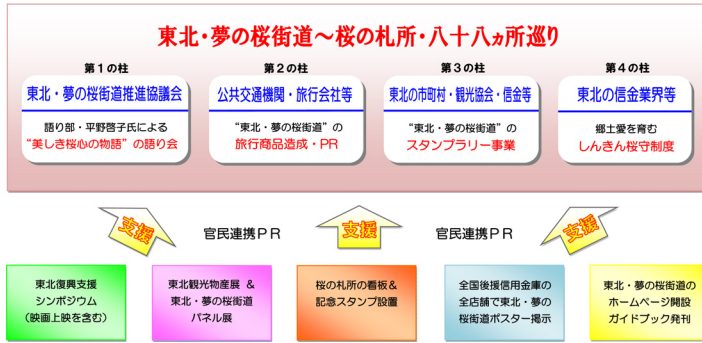 東北・夢の桜街道～桜の札所・八十八ヵ所巡り
第１の柱
東北・夢の桜街道推進協議会
語り部・平野啓子氏による
“美しき桜心の物語”の語り会
第２の柱
公共交通機関・旅行会社等
“東北・夢の桜街道”の
旅行商品造成・PR
第３の柱
東北の市町村・観光協会・信金等
“東北・夢の桜街道”の
スタンプラリー事業
第４の柱
東北の信金業界等
郷土愛を育む
しんきん桜守制度
支援
官民連携ＰＲ
支援
官民連携ＰＲ
支援
東北復興支援
シンポジウム
（映画上映を含む）
東北観光物産展 ＆
東北・夢の桜街道
パネル展
桜の札所の看板＆
記念スタンプ設置
全国後援信用金庫の
全店舗で東北・夢の
桜街道ポスター掲示
東北・夢の桜街道の
ホームページ開設
ガイドブック発刊